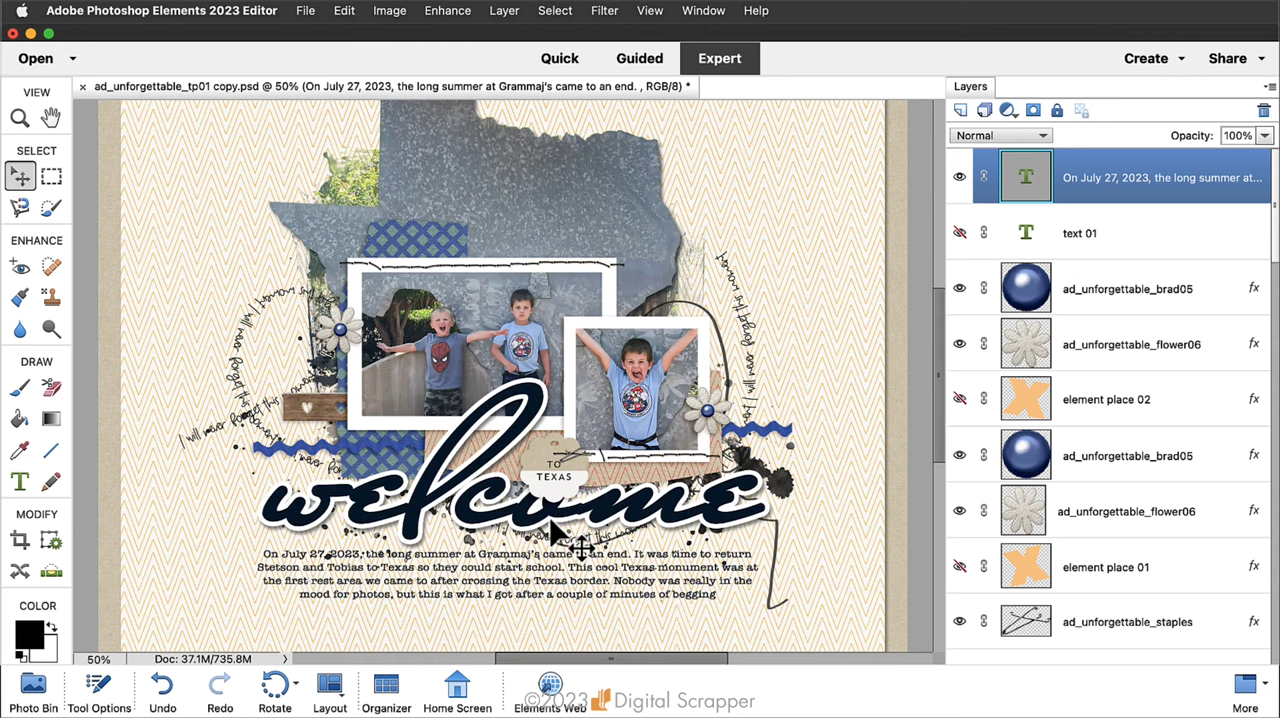 Adobe Photoshop Elements 2023 Editor File Edit Image Enhance Layer Select Filter View Window Help
Open Quick Guided Expert Create Share
× ad_unforgettable_tp01 copy.psd @ 50% (On July 27, 2023, the long summer at Grammaj's came to an end. , RGB/8) *
Layers
VIEW
SELECT
ENHANCE
DRAW
MODIFY
COLOR
Normal Opacity: 100%
T On July 27, 2023, the long summer at...
T text 01
ad_unforgettable_brad05 fx
ad_unforgettable_flower06 fx
element place 02
ad_unforgettable_brad05 fx
ad_unforgettable_flower06 fx
element place 01 fx
ad_unforgettable_staples fx
I will never forget this moment
TO
TEXAS
welcome
On July 27, 2023, the long summer at Grammaj's came an end. It was time to return
Stetson and Tobias to Texas so they could start school. This cool Texas monument was at
the first rest area we came to after crossing the Texas border. Nobody was really in the
mood for photos, but this is what I got after a couple of minutes of begging
50% Doc: 37.1M/735.8M
Photo Bin Tool Options Undo Redo Rotate Layout Organizer Home Screen Elements Web More
©2023 Digital Scrapper